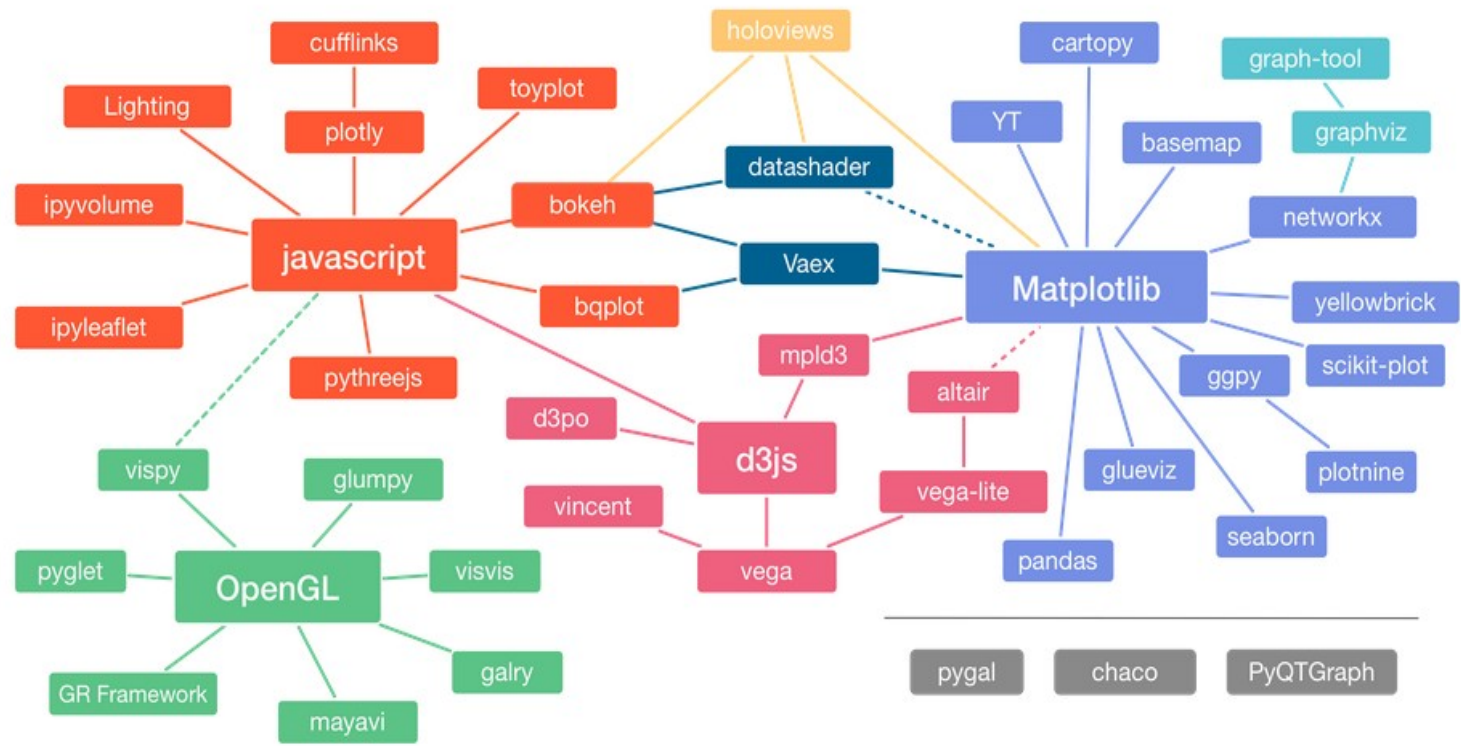 cufflinks
holoviews
cartopy
graph-tool
Lighting
toyplot
plotly
YT
basemap
graphviz
datashader
ipyvolume
bokeh
networkx
javascript
Vaex
Matplotlib
ipyleaflet
bqplot
yellowbrick
mpld3
scikit-plot
pythreejs
altair
ggpy
d3po
d3js
vispy
glumpy
glueviz
plotnine
vincent
vega-lite
seaborn
pyglet
OpenGL
visvis
vega
pandas
GR Framework
galry
mayavi
pygal
chaco
PyQTGraph